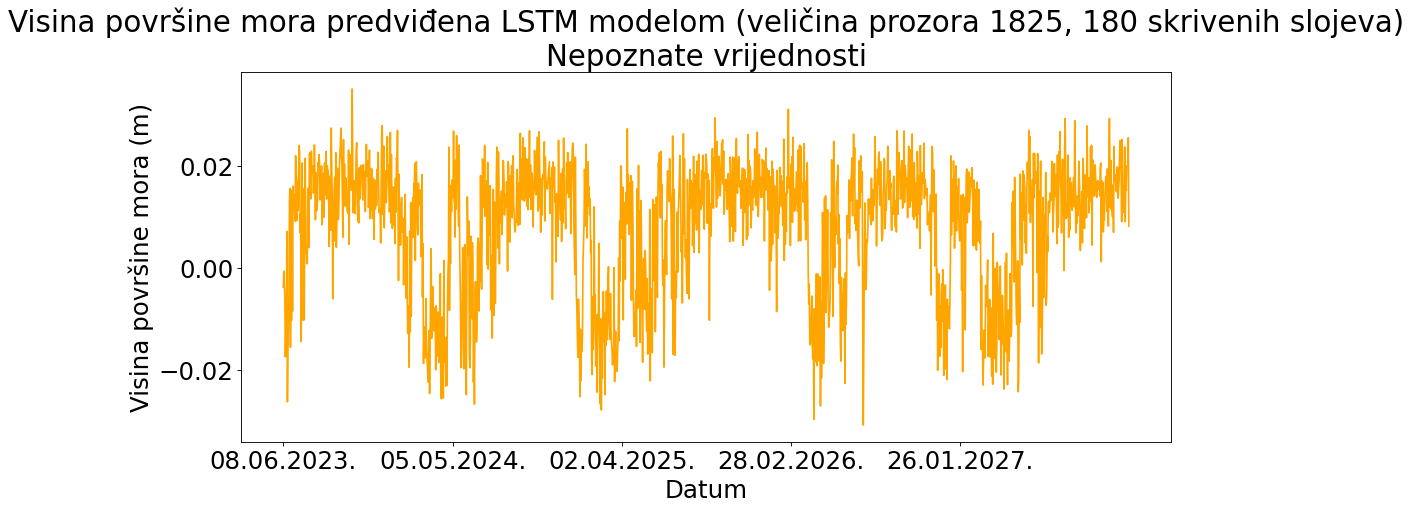 Visina površine mora predviđena LSTM modelom (veličina prozora 1825, 180 skrivenih slojeva)
Nepoznate vrijednosti
Visina površine mora (m)
0.02
0.00
−0.02
08.06.2023. 05.05.2024. 02.04.2025. 28.02.2026. 26.01.2027.
Datum